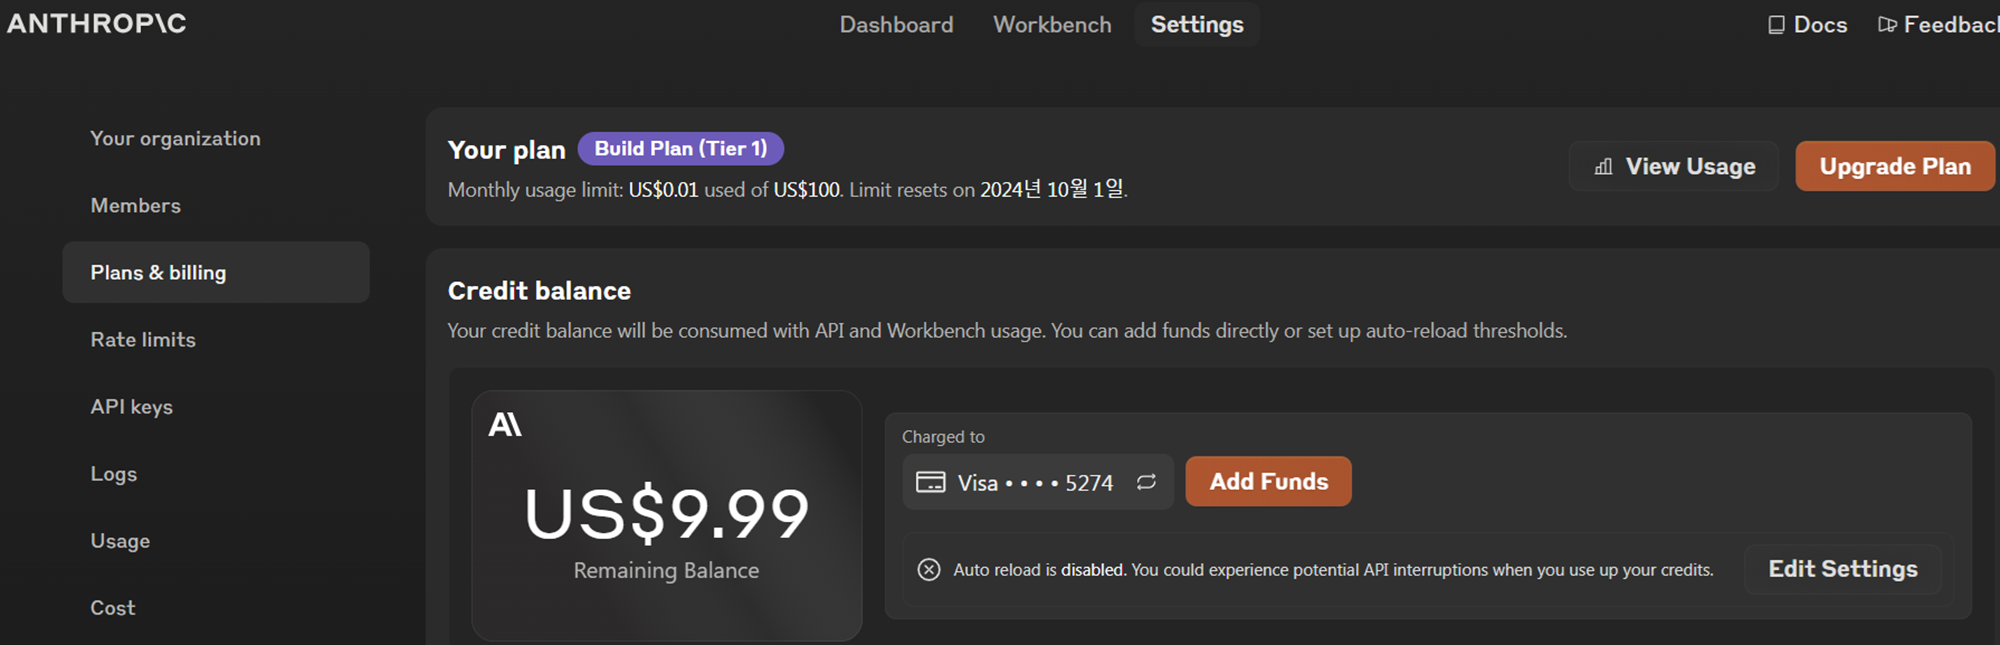 ANTHROP\C
Dashboard
Workbench
Settings
Docs
Feedback
Your organization
Members
Plans & billing
Rate limits
API keys
Logs
Usage
Cost
Your plan Build Plan (Tier 1)
Monthly usage limit: US$0.01 used of US$100. Limit resets on 2024년 10월 1일.
View Usage
Upgrade Plan
Credit balance
Your credit balance will be consumed with API and Workbench usage. You can add funds directly or set up auto-reload thresholds.
A\
US$9.99
Remaining Balance
Charged to
Visa • • • • 5274
Add Funds
Auto reload is disabled. You could experience potential API interruptions when you use up your credits.
Edit Settings